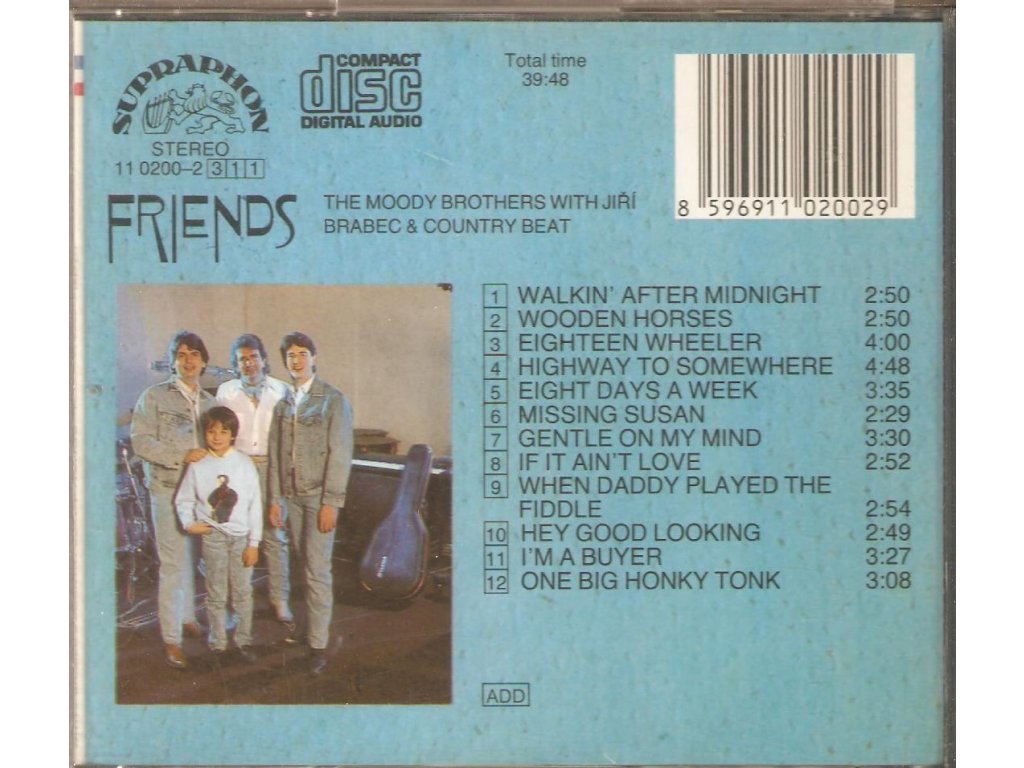 SUPRAPHON
STEREO
11 0200–2 311
COMPACT
disc
DIGITAL AUDIO
Total time
39:48
8 596911 020029
FRIENDS
THE MOODY BROTHERS WITH JIŘÍ
BRABEC & COUNTRY BEAT
1 WALKIN' AFTER MIDNIGHT 2:50
2 WOODEN HORSES 2:50
3 EIGHTEEN WHEELER 4:00
4 HIGHWAY TO SOMEWHERE 4:48
5 EIGHT DAYS A WEEK 3:35
6 MISSING SUSAN 2:29
7 GENTLE ON MY MIND 3:30
8 IF IT AIN'T LOVE 2:52
9 WHEN DADDY PLAYED THE
FIDDLE 2:54
10 HEY GOOD LOOKING 2:49
11 I'M A BUYER 3:27
12 ONE BIG HONKY TONK 3:08
ADD